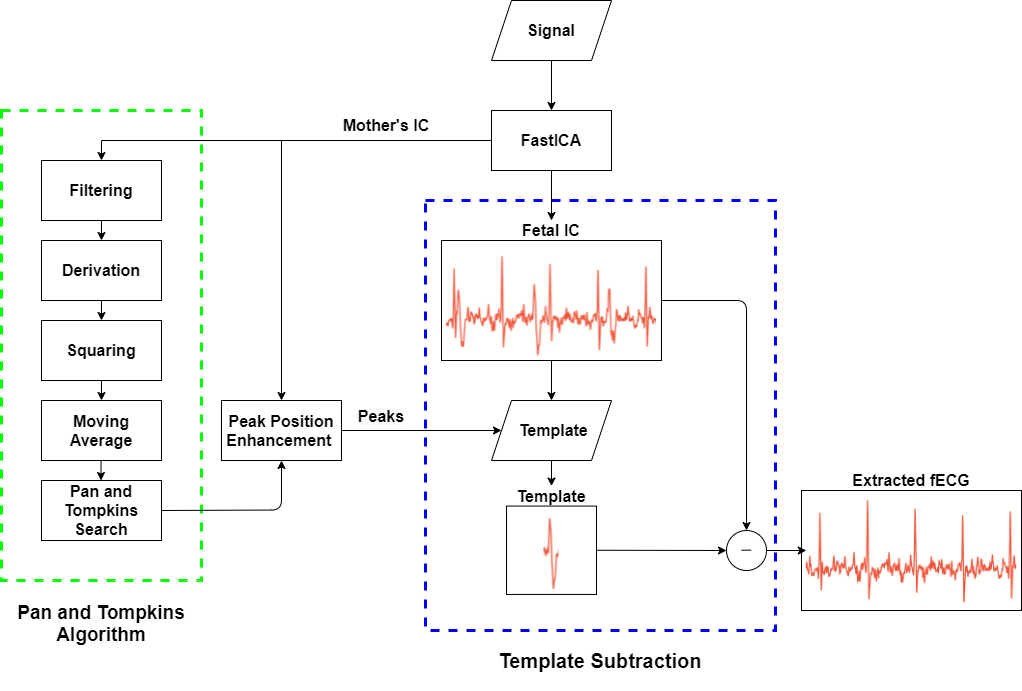 Signal
FastICA
Mother's IC
Filtering
Derivation
Squaring
Moving
Average
Pan and
Tompkins
Search
Pan and Tompkins
Algorithm
Peak Position
Enhancement
Peaks
Fetal IC
Template
Template
−
Extracted fECG
Template Subtraction